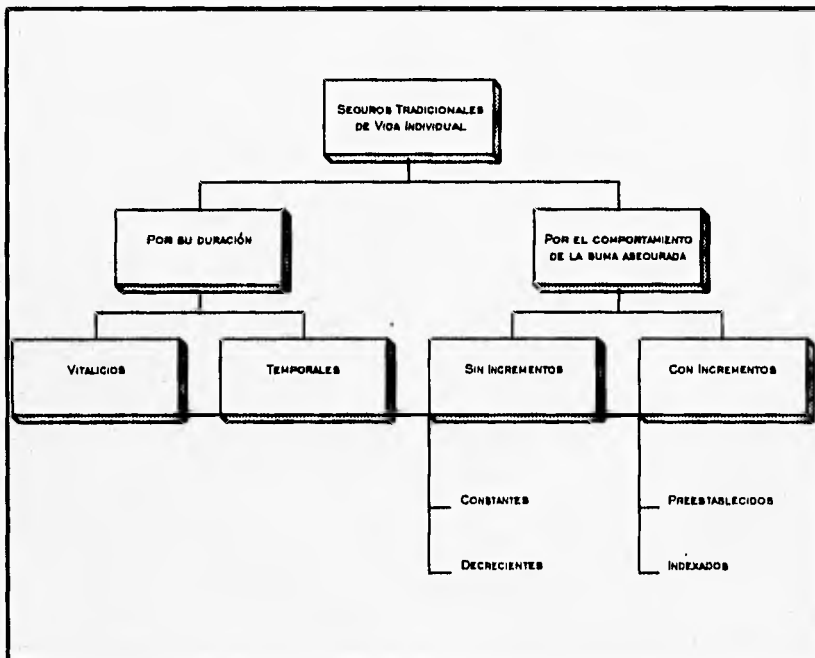 SEGUROS TRADICIONALES
DE VIDA INDIVIDUAL
POR SU DURACIÓN
POR EL COMPORTAMIENTO
DE LA SUMA ASEGURADA
VITALICIOS
TEMPORALES
SIN INCREMENTOS
CON INCREMENTOS
CONSTANTES
PREESTABLECIDOS
DECRECIENTES
INDEXADOS